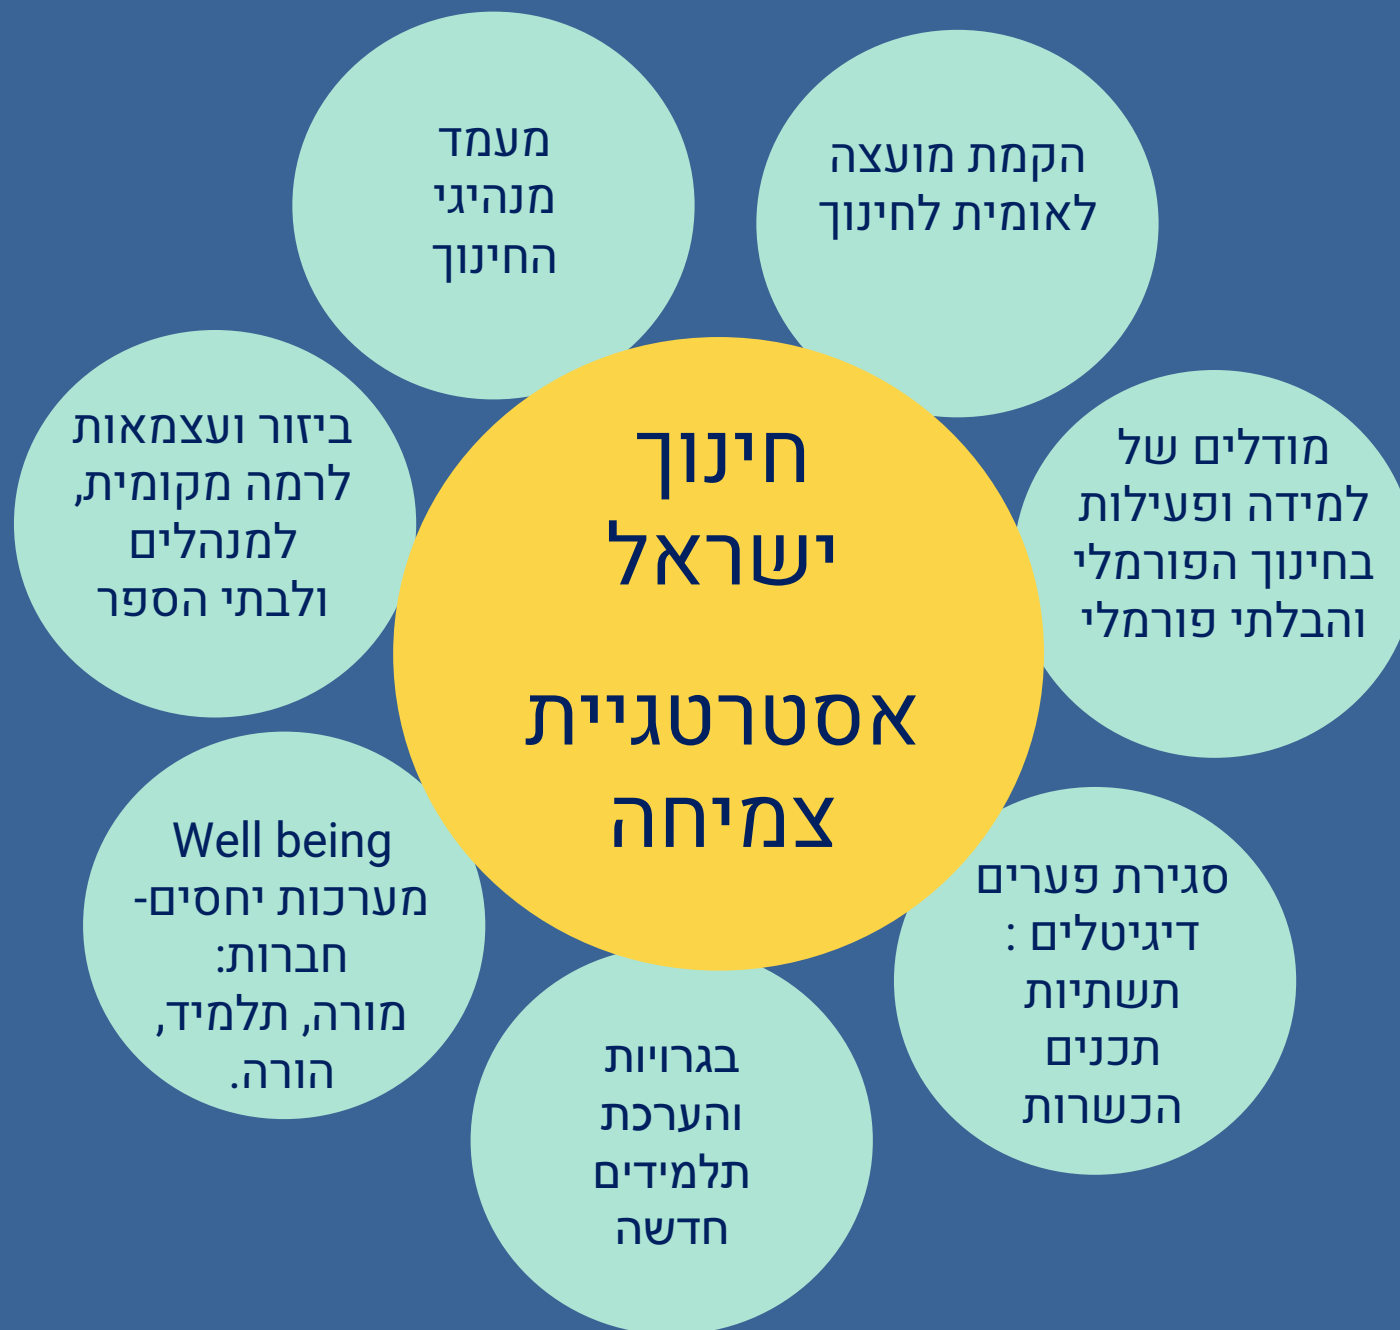 חינוך
ישראל
אסטרטגיית
צמיחה
הקמת מועצה
לאומית לחינוך
מודלים של
למידה ופעילות
בחינוך הפורמלי
והבלתי פורמלי
סגירת פערים
דיגיטלים :
תשתיות
תכנים
הכשרות
בגרויות
והערכת
תלמידים
חדשה
Well being
מערכות יחסים-
חברות:
מורה, תלמיד,
הורה.
ביזור ועצמאות
לרמה מקומית,
למנהלים
ולבתי הספר
מעמד
מנהיגי
החינוך